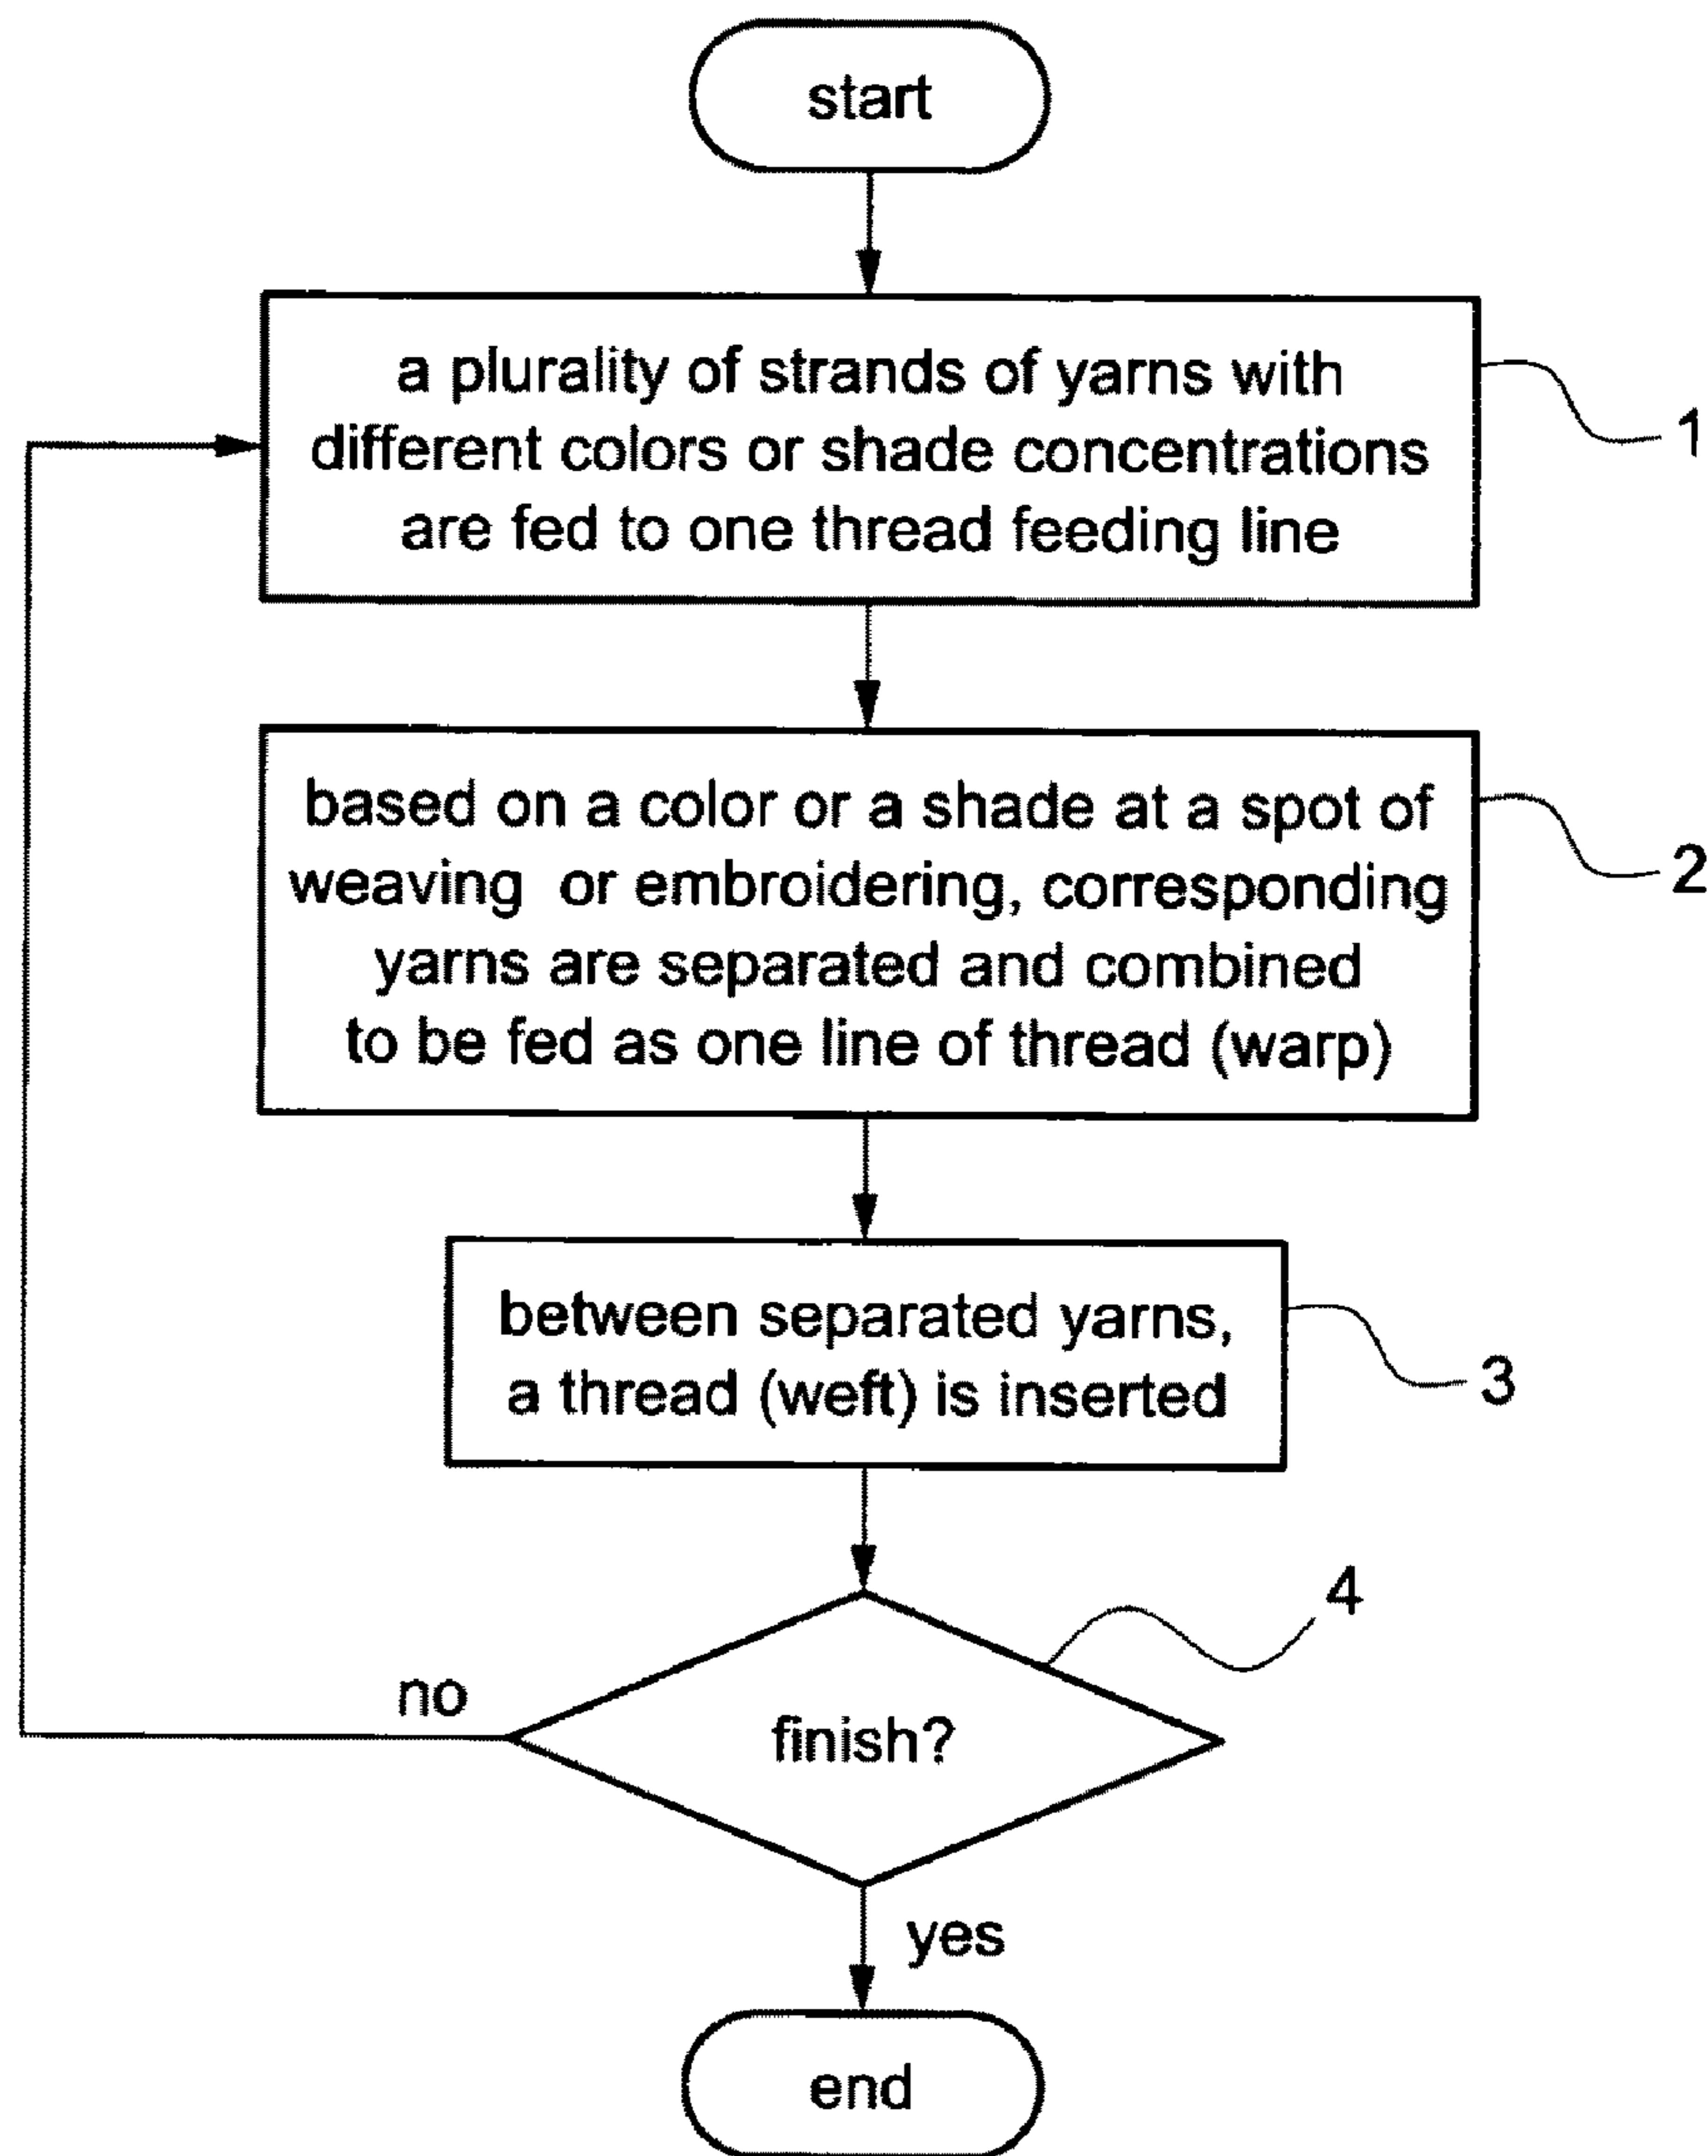 start
a plurality of strands of yarns with
different colors or shade concentrations
are fed to one thread feeding line
1
based on a color or a shade at a spot of
weaving or embroidering, corresponding
yarns are separated and combined
to be fed as one line of thread (warp)
2
between separated yarns,
a thread (weft) is inserted
3
4
no
finish?
yes
end